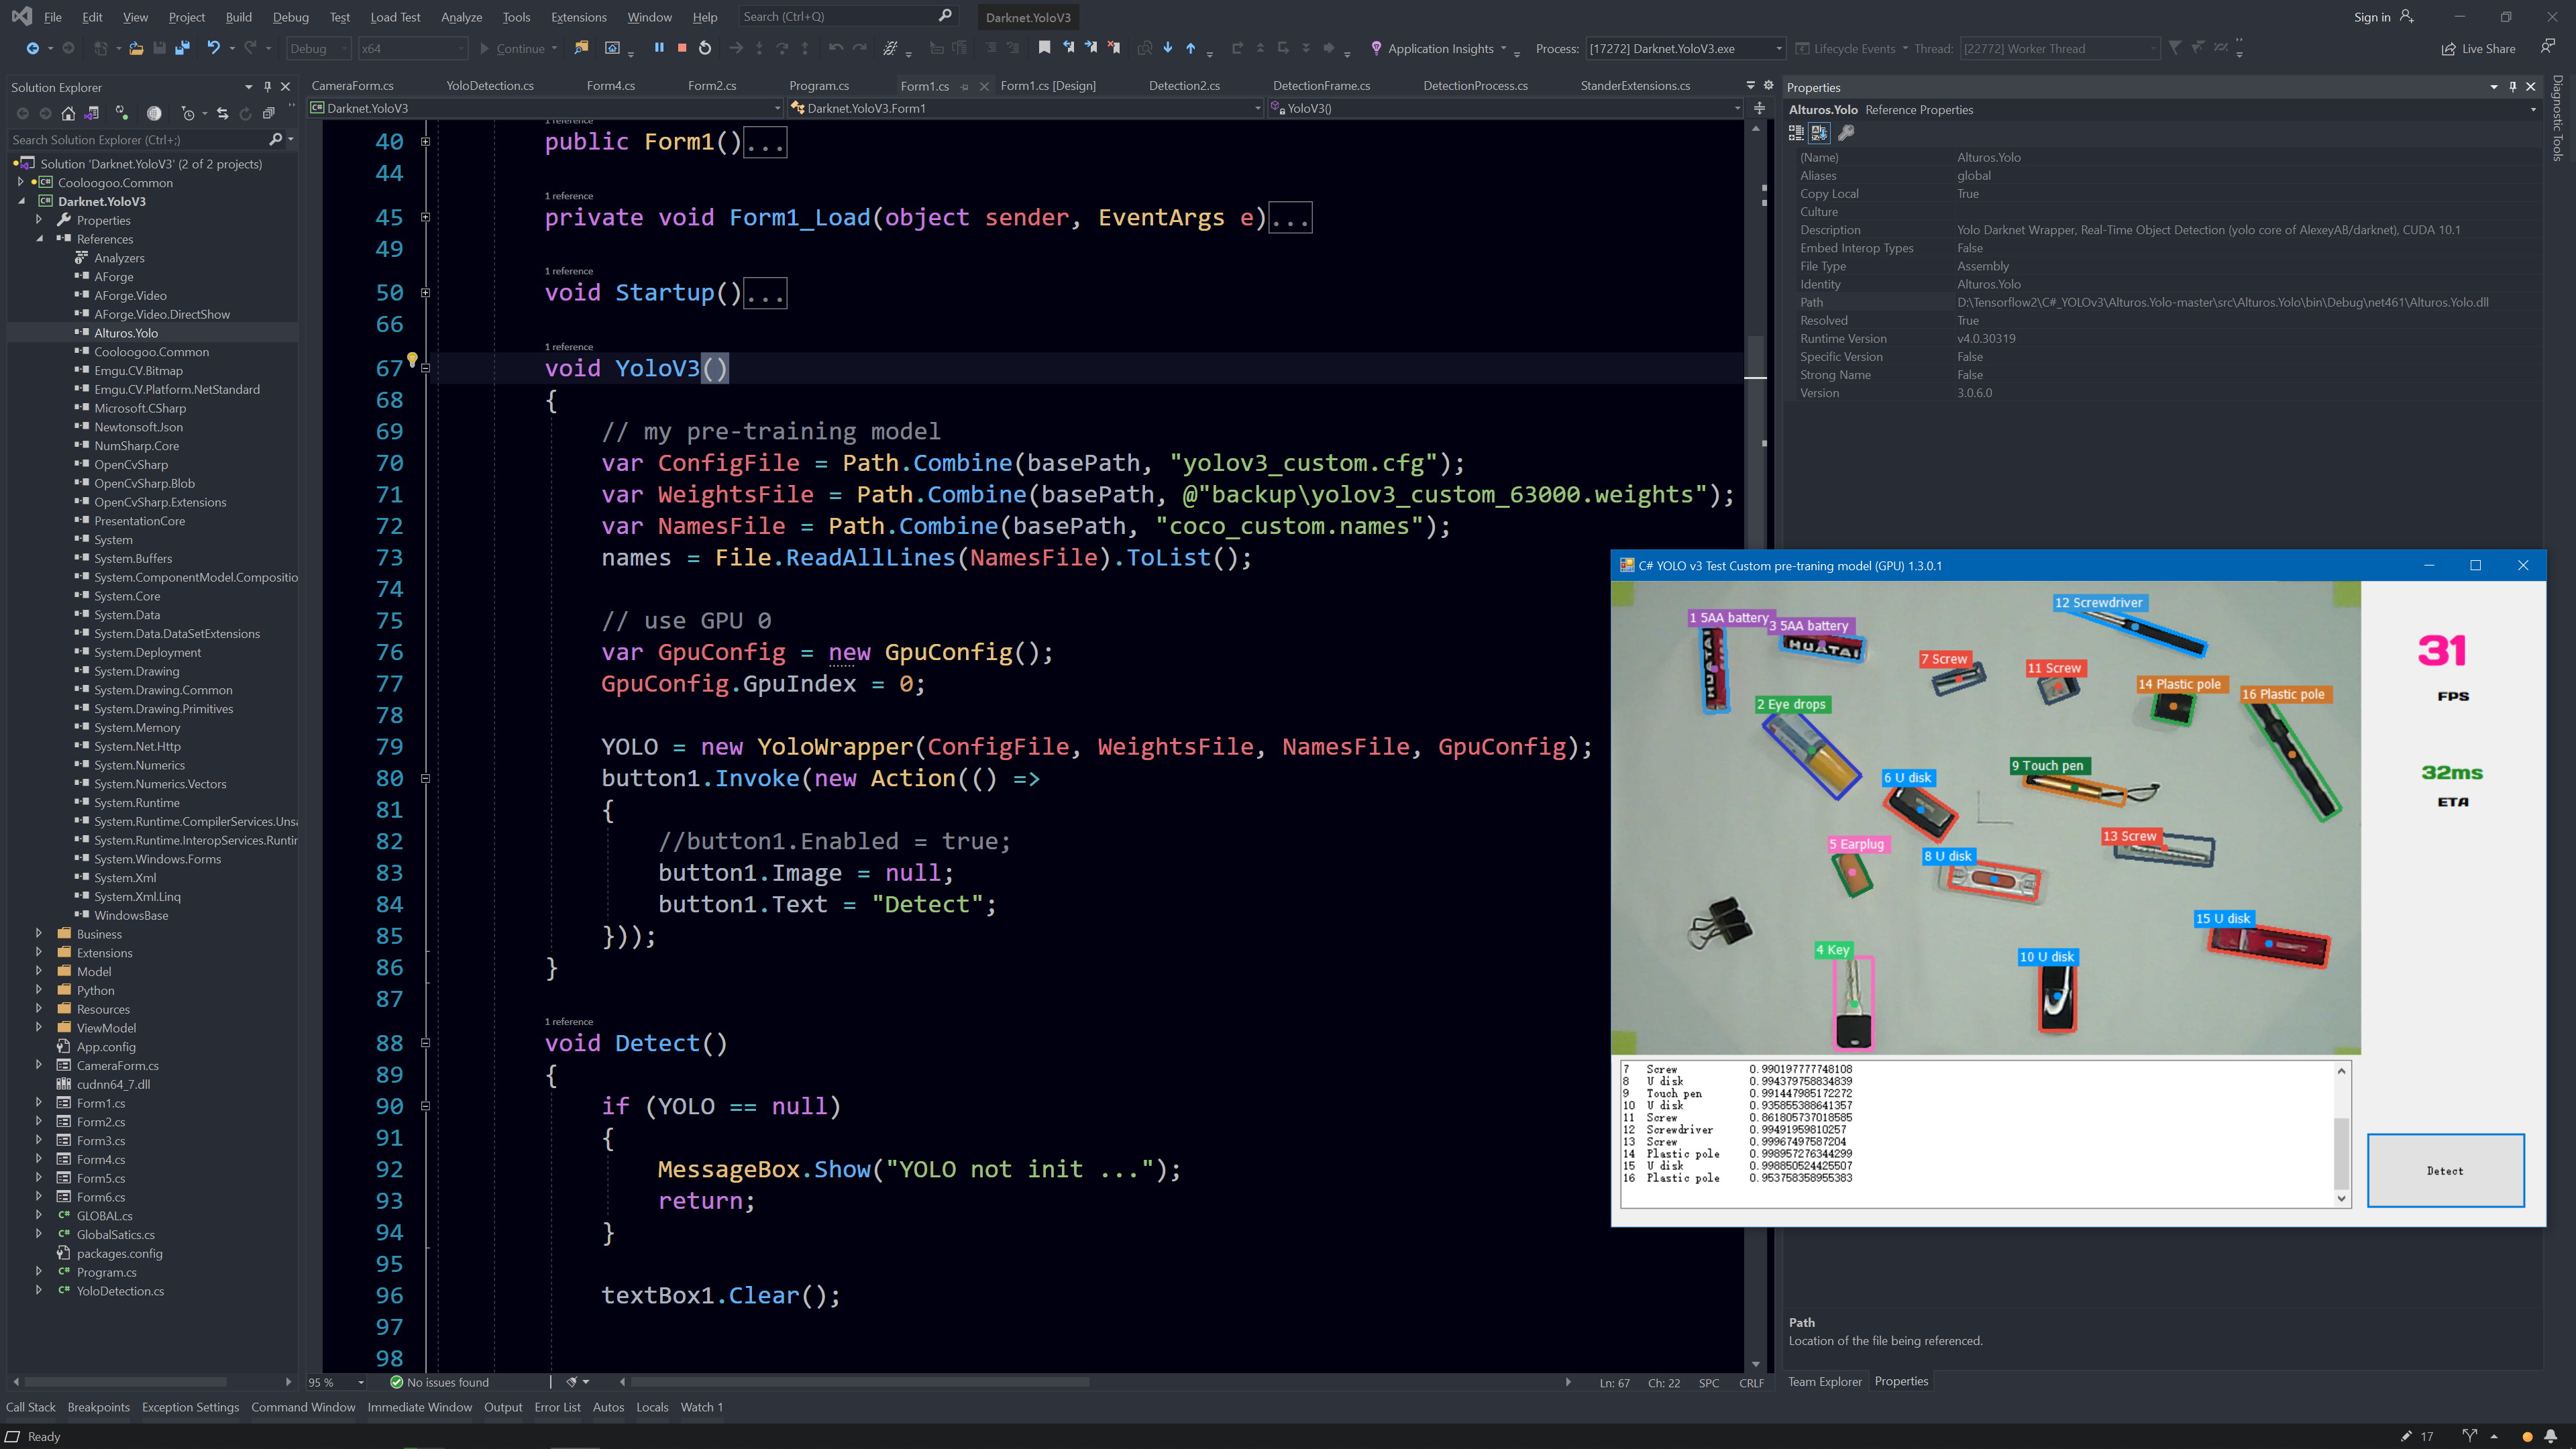 File Edit View Project Build Debug Test Load Test Analyze Tools Extensions Window Help Search (Ctrl+Q) Darknet.YoloV3 Sign in
Debug x64 Continue Application Insights Process: [17272] Darknet.YoloV3.exe Lifecycle Events Thread: [22772] Worker Thread Live Share
Solution Explorer
Search Solution Explorer (Ctrl+;)
Solution 'Darknet.YoloV3' (2 of 2 projects)
Cooloogoo.Common
Darknet.YoloV3
Properties
References
Analyzers
AForge
AForge.Video
AForge.Video.DirectShow
Alturos.Yolo
Cooloogoo.Common
Emgu.CV.Bitmap
Emgu.CV.Platform.NetStandard
Microsoft.CSharp
Newtonsoft.Json
NumSharp.Core
OpenCvSharp
OpenCvSharp.Blob
OpenCvSharp.Extensions
PresentationCore
System
System.Buffers
System.ComponentModel.Compositio
System.Core
System.Data
System.Data.DataSetExtensions
System.Deployment
System.Drawing
System.Drawing.Common
System.Drawing.Primitives
System.Memory
System.Net.Http
System.Numerics
System.Numerics.Vectors
System.Runtime
System.Runtime.CompilerServices.Unsa
System.Runtime.InteropServices.Runtin
System.Windows.Forms
System.Xml
System.Xml.Linq
WindowsBase
Business
Extensions
Model
Python
Resources
ViewModel
App.config
CameraForm.cs
cudnn64_7.dll
Form1.cs
Form2.cs
Form3.cs
Form4.cs
Form5.cs
Form6.cs
GLOBAL.cs
GlobalSatics.cs
packages.config
Program.cs
YoloDetection.cs
CameraForm.cs YoloDetection.cs Form4.cs Form2.cs Program.cs Form1.cs Form1.cs [Design] Detection2.cs DetectionFrame.cs DetectionProcess.cs StanderExtensions.cs
Darknet.YoloV3 Darknet.YoloV3.Form1 YoloV3()
1 reference
40 public Form1()...
44
1 reference
45 private void Form1_Load(object sender, EventArgs e)...
49
1 reference
50 void Startup()...
66
1 reference
67 void YoloV3()
68 {
69 // my pre-training model
70 var ConfigFile = Path.Combine(basePath, "yolov3_custom.cfg");
71 var WeightsFile = Path.Combine(basePath, @"backup\yolov3_custom_63000.weights");
72 var NamesFile = Path.Combine(basePath, "coco_custom.names");
73 names = File.ReadAllLines(NamesFile).ToList();
74
75 // use GPU 0
76 var GpuConfig = new GpuConfig();
77 GpuConfig.GpuIndex = 0;
78
79 YOLO = new YoloWrapper(ConfigFile, WeightsFile, NamesFile, GpuConfig);
80 button1.Invoke(new Action(() =>
81 {
82 //button1.Enabled = true;
83 button1.Image = null;
84 button1.Text = "Detect";
85 }));
86 }
87
1 reference
88 void Detect()
89 {
90 if (YOLO == null)
91 {
92 MessageBox.Show("YOLO not init ...");
93 return;
94 }
95
96 textBox1.Clear();
97
98
95 % No issues found Ln: 67 Ch: 22 SPC CRLF
Properties
Alturos.Yolo Reference Properties
(Name) Alturos.Yolo
Aliases global
Copy Local True
Culture
Description Yolo Darknet Wrapper, Real-Time Object Detection (yolo core of AlexeyAB/darknet), CUDA 10.1
Embed Interop Types False
File Type Assembly
Identity Alturos.Yolo
Path D:\Tensorflow2\C#_YOLOv3\Alturos.Yolo-master\src\Alturos.Yolo\bin\Debug\net461\Alturos.Yolo.dll
Resolved True
Runtime Version v4.0.30319
Specific Version False
Strong Name False
Version 3.0.6.0
Diagnostic Tools
C# YOLO v3 Test Custom pre-traning model (GPU) 1.3.0.1
12 Screwdriver
1 5AA battery
3 5AA battery
HUATAI
HUATAI
7 Screw
11 Screw
14 Plastic pole
16 Plastic pole
2 Eye drops
9 Touch pen
6 U disk
13 Screw
5 Earplug
8 U disk
15 U disk
4 Key
10 U disk
31
FPS
32ms
ETA
7 Screw 0.990197777748108
8 U disk 0.994379758834839
9 Touch pen 0.991447985172272
10 U disk 0.935855388641357
11 Screw 0.861805737018585
12 Screwdriver 0.99491959810257
13 Screw 0.99967497587204
14 Plastic pole 0.998957276344299
15 U disk 0.998850524425507
16 Plastic pole 0.953758358955383
Detect
Path
Location of the file being referenced.
Team Explorer Properties
Call Stack Breakpoints Exception Settings Command Window Immediate Window Output Error List Autos Locals Watch 1
Ready 17